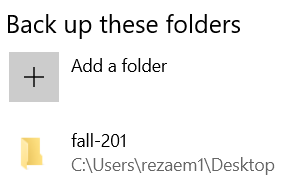 Back up these folders
Add a folder
fall-201
C:\Users\rezaem1\Desktop